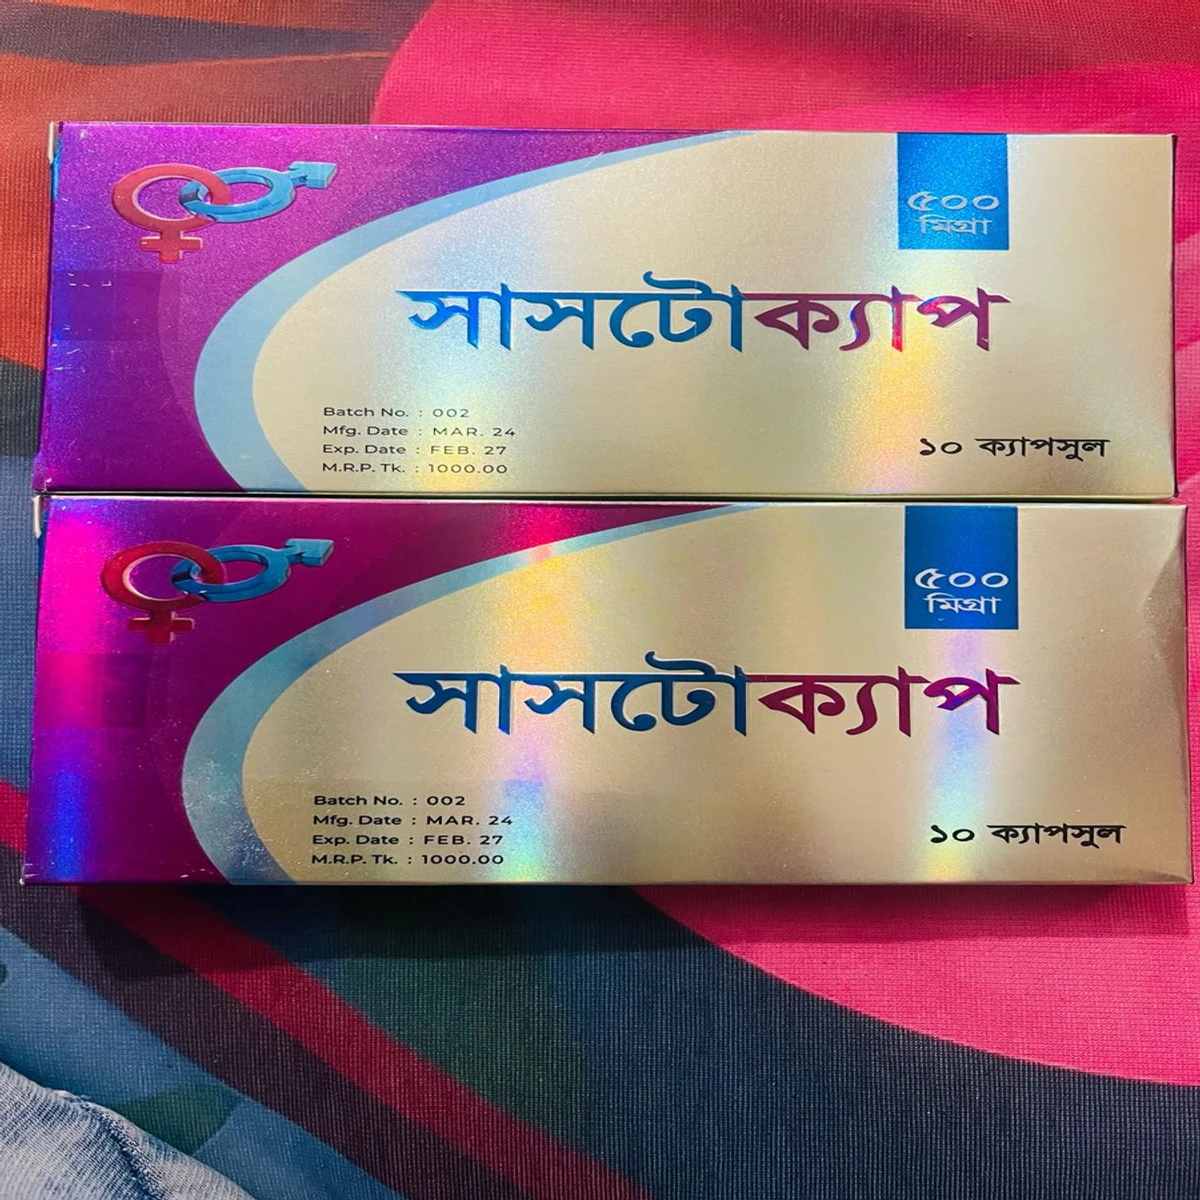 ৫০০
মিগ্রা
সাসটোক্যাপ
Batch No. : 002
Mfg. Date : MAR. 24
Exp. Date : FEB. 27
M.R.P. Tk. : 1000.00
১০ ক্যাপসুল
৫০০
মিগ্রা
সাসটোক্যাপ
Batch No. : 002
Mfg. Date : MAR. 24
Exp. Date : FEB. 27
M.R.P. Tk. : 1000.00
১০ ক্যাপসুল